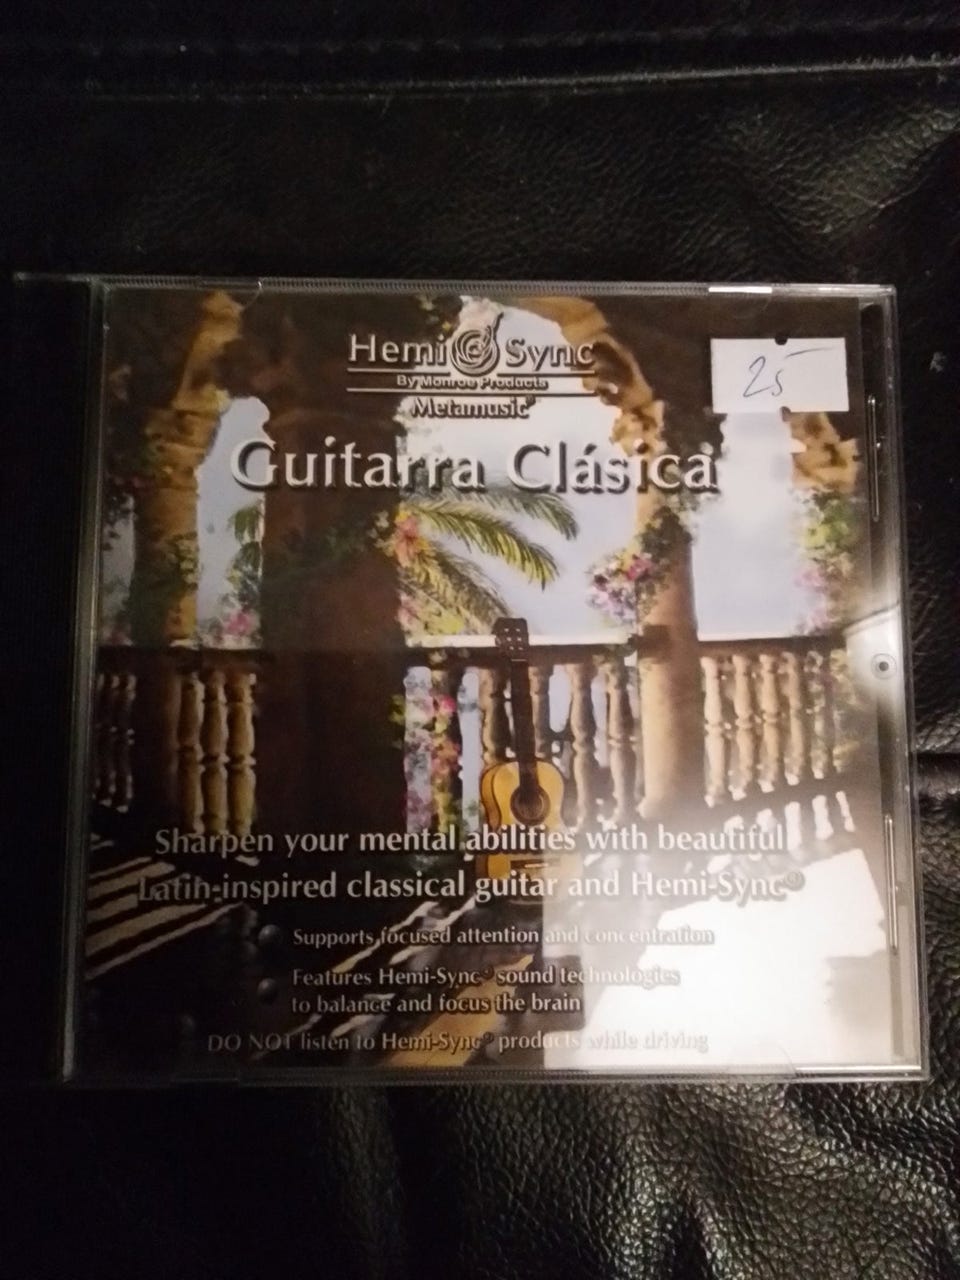 Hemi Sync
By Monroe Products
Metamusic®
Guitarra Clásica
25
Sharpen your mental abilities with beautiful
Latin-inspired classical guitar and Hemi-Sync®
Supports focused attention and concentration
Features Hemi-Sync® sound technologies
to balance and focus the brain
DO NOT listen to Hemi-Sync® products while driving